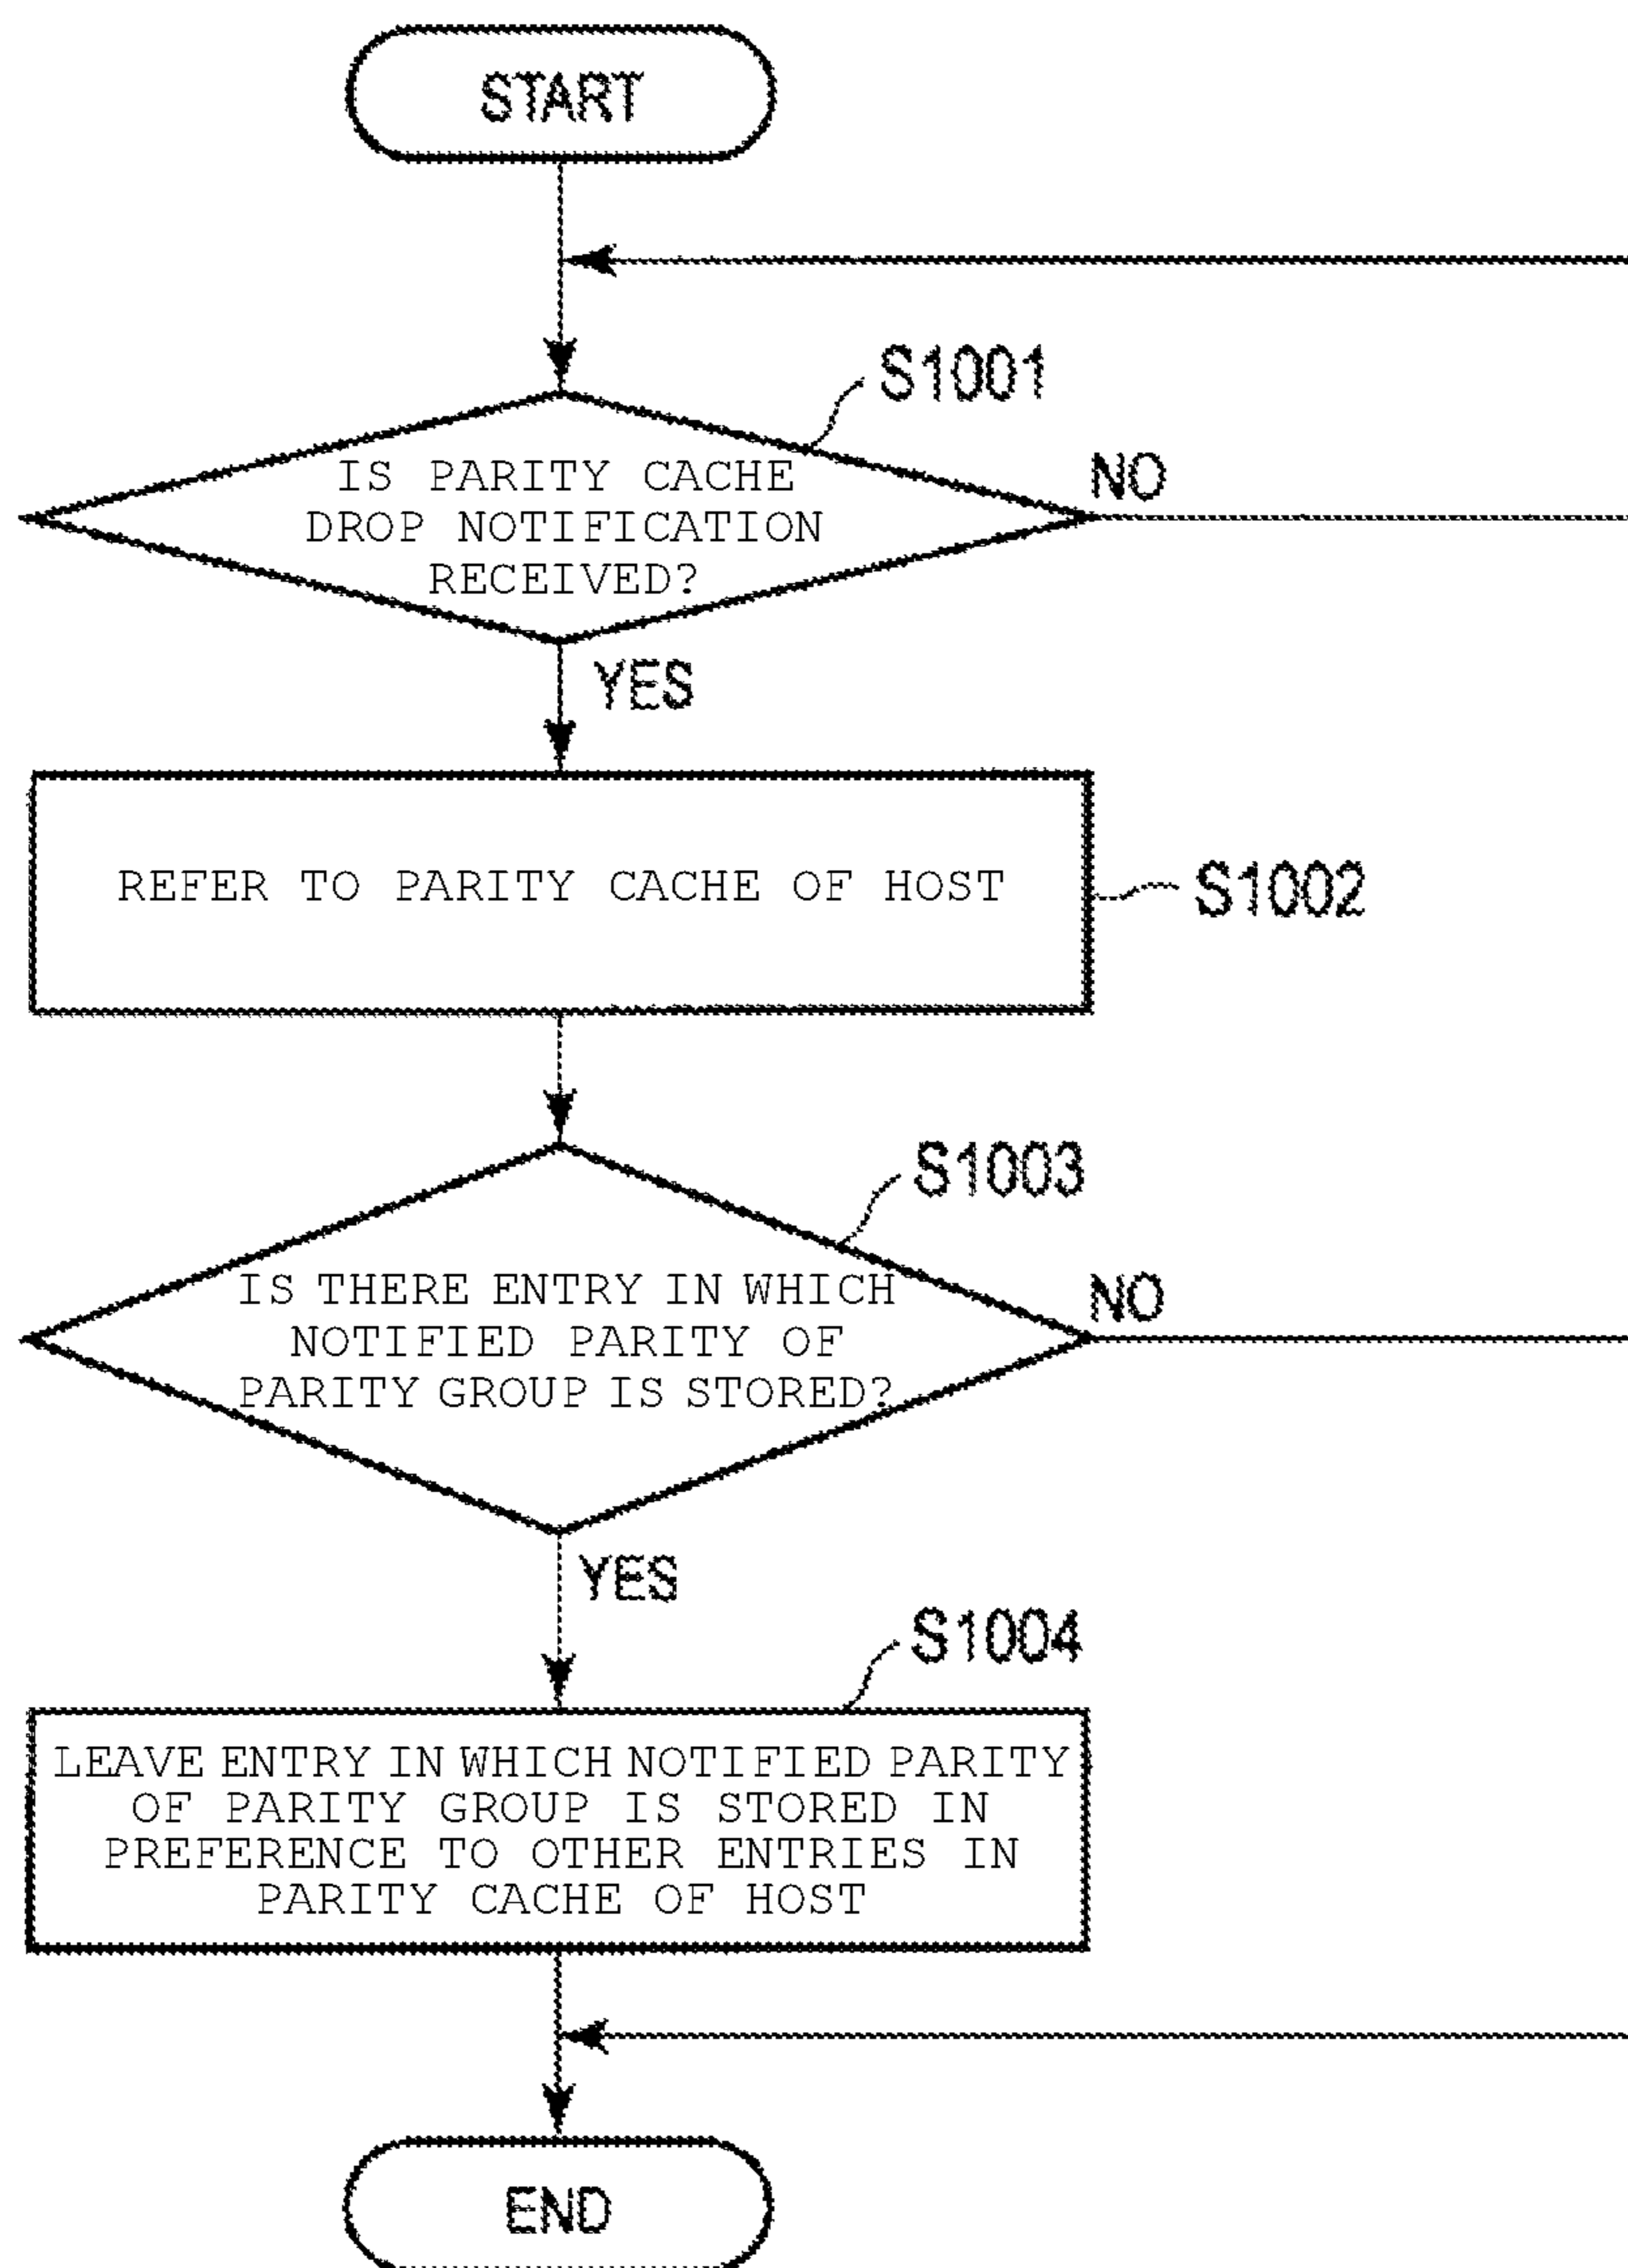 START
S1001
IS PARITY CACHE
DROP NOTIFICATION
RECEIVED?
NO
YES
REFER TO PARITY CACHE OF HOST
S1002
S1003
IS THERE ENTRY IN WHICH
NOTIFIED PARITY OF
PARITY GROUP IS STORED?
NO
YES
S1004
LEAVE ENTRY IN WHICH NOTIFIED PARITY
OF PARITY GROUP IS STORED IN
PREFERENCE TO OTHER ENTRIES IN
PARITY CACHE OF HOST
END